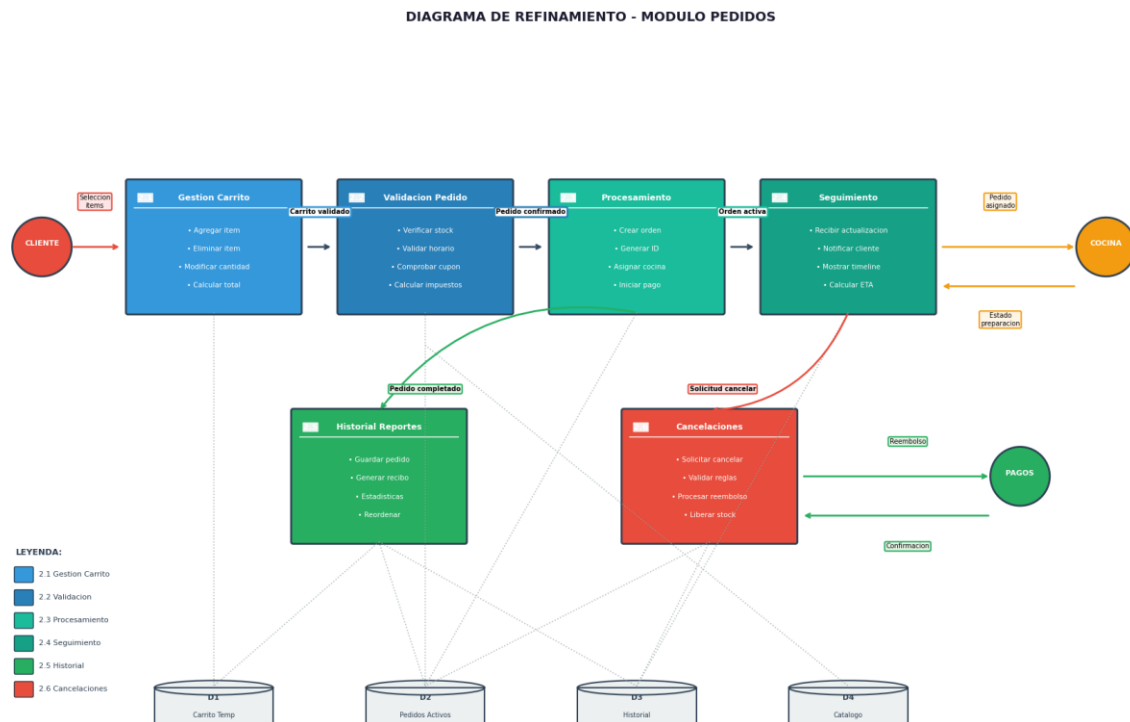 DIAGRAMA DE REFINAMIENTO - MODULO PEDIDOS
CLIENTE
Seleccion
items
Gestion Carrito
• Agregar item
• Eliminar item
• Modificar cantidad
• Calcular total
Carrito validado
Validacion Pedido
• Verificar stock
• Validar horario
• Comprobar cupon
• Calcular impuestos
Pedido confirmado
Procesamiento
• Crear orden
• Generar ID
• Asignar cocina
• Iniciar pago
Orden activa
Seguimiento
• Recibir actualizacion
• Notificar cliente
• Mostrar timeline
• Calcular ETA
Pedido
asignado
COCINA
Estado
preparacion
Pedido completado
Solicitud cancelar
Historial Reportes
• Guardar pedido
• Generar recibo
• Estadisticas
• Reordenar
Cancelaciones
• Solicitar cancelar
• Validar reglas
• Procesar reembolso
• Liberar stock
Reembolso
PAGOS
Confirmacion
LEYENDA:
2.1 Gestion Carrito
2.2 Validacion
2.3 Procesamiento
2.4 Seguimiento
2.5 Historial
2.6 Cancelaciones
D1
Carrito Temp
D2
Pedidos Activos
D3
Historial
D4
Catalogo